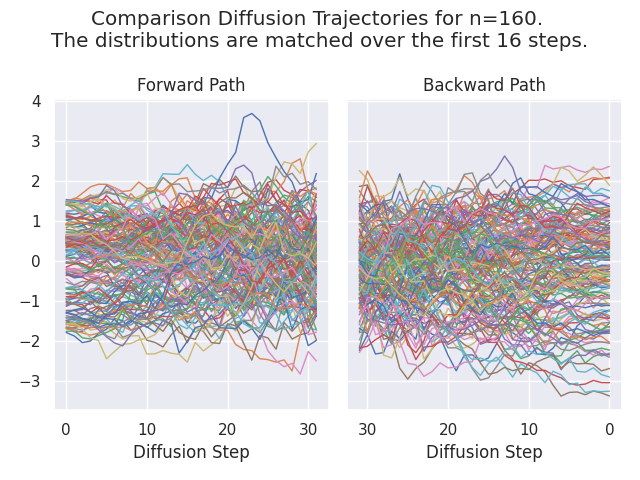 Comparison Diffusion Trajectories for n=160.
The distributions are matched over the first 16 steps.
Forward Path
Backward Path
4
3
2
1
0
−1
−2
−3
0 10 20 30
30 20 10 0
Diffusion Step
Diffusion Step